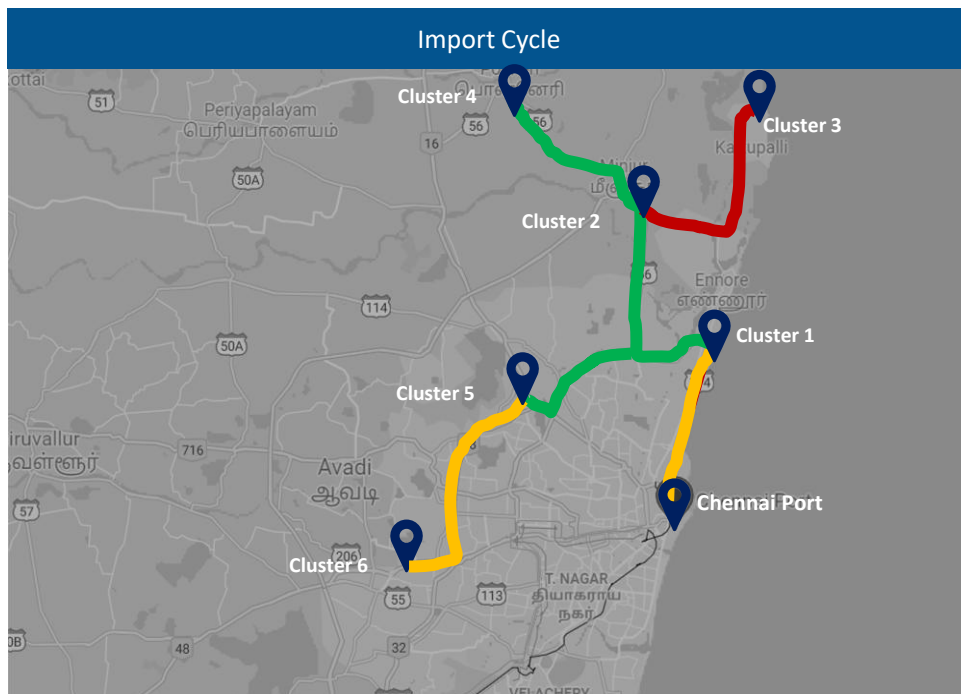 Import Cycle
Cluster 4
Cluster 3
51
Periyapalayam
பெரியபாளையம்
56
56
16
Minjur
50A
Cluster 2
Ennore
எண்ணூர்
114
50A
Cluster 1
Cluster 5
716
Avadi
ஆவடி
Chennai Port
57
206
Cluster 6
55
113
T. NAGAR
தியாகராய
நகர்
48
32